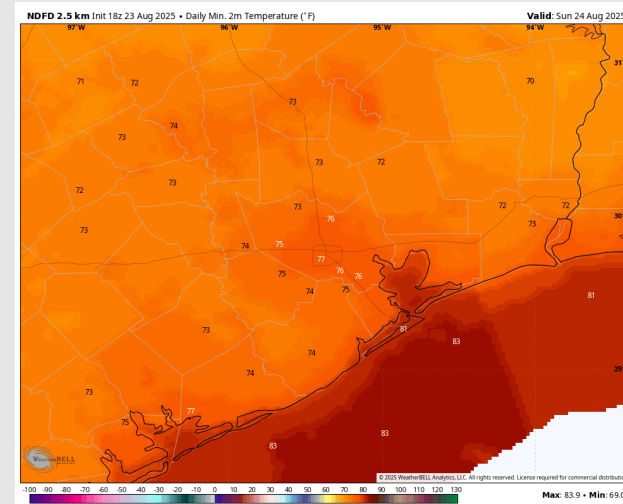 NDFD 2.5 km Init 18z 23 Aug 2025 • Daily Min. 2m Temperature (°F) Valid: Sun 24 Aug 2025
97°W 96°W 95°W 94°W
31°
71 72 70
73
74
73
73 72
73
72 72 72
73
76 73 30°
73
74 75
77
75 76 76
74 75
81
73 81
83
74
74 29°
73
77
75
83
83
WeatherBELL
© 2025 WeatherBELL Analytics, LLC. All rights reserved. License required for commercial distributio
-100 -90 -80 -70 -60 -50 -40 -30 -20 -10 0 10 20 30 40 50 60 70 80 90 100 110 120 130
Max: 83.9 • Min: 69.0